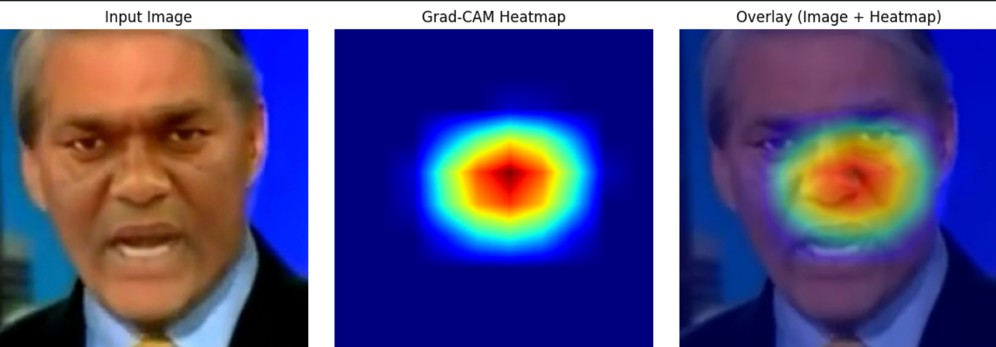 Input Image
Grad-CAM Heatmap
Overlay (Image + Heatmap)